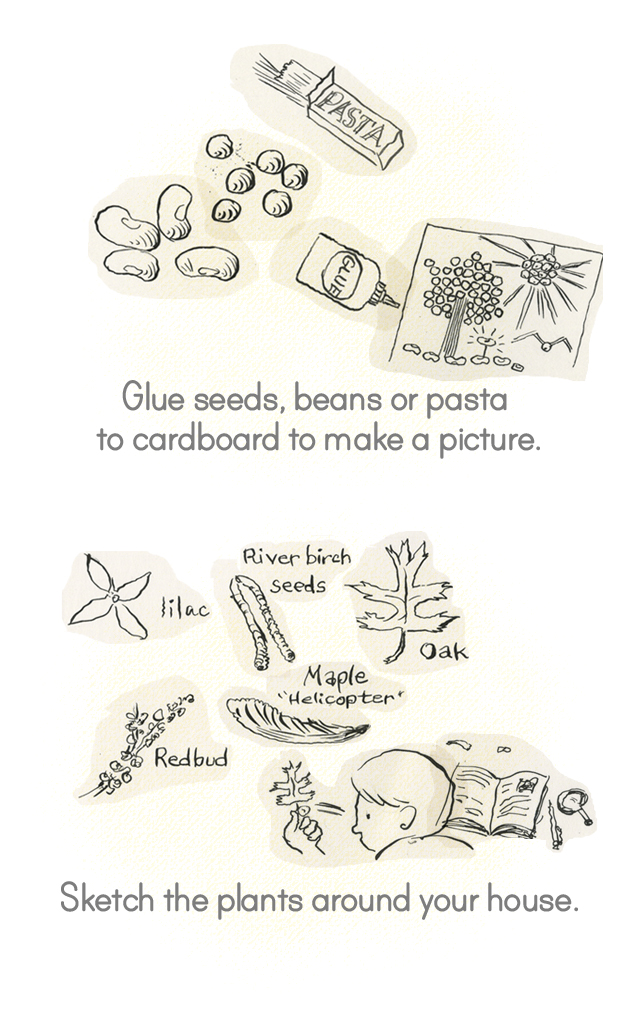 PASTA
GLUE
Glue seeds, beans or pasta
to cardboard to make a picture.
River birch
seeds
lilac
Oak
Maple
"Helicopter"
Redbud
Sketch the plants around your house.